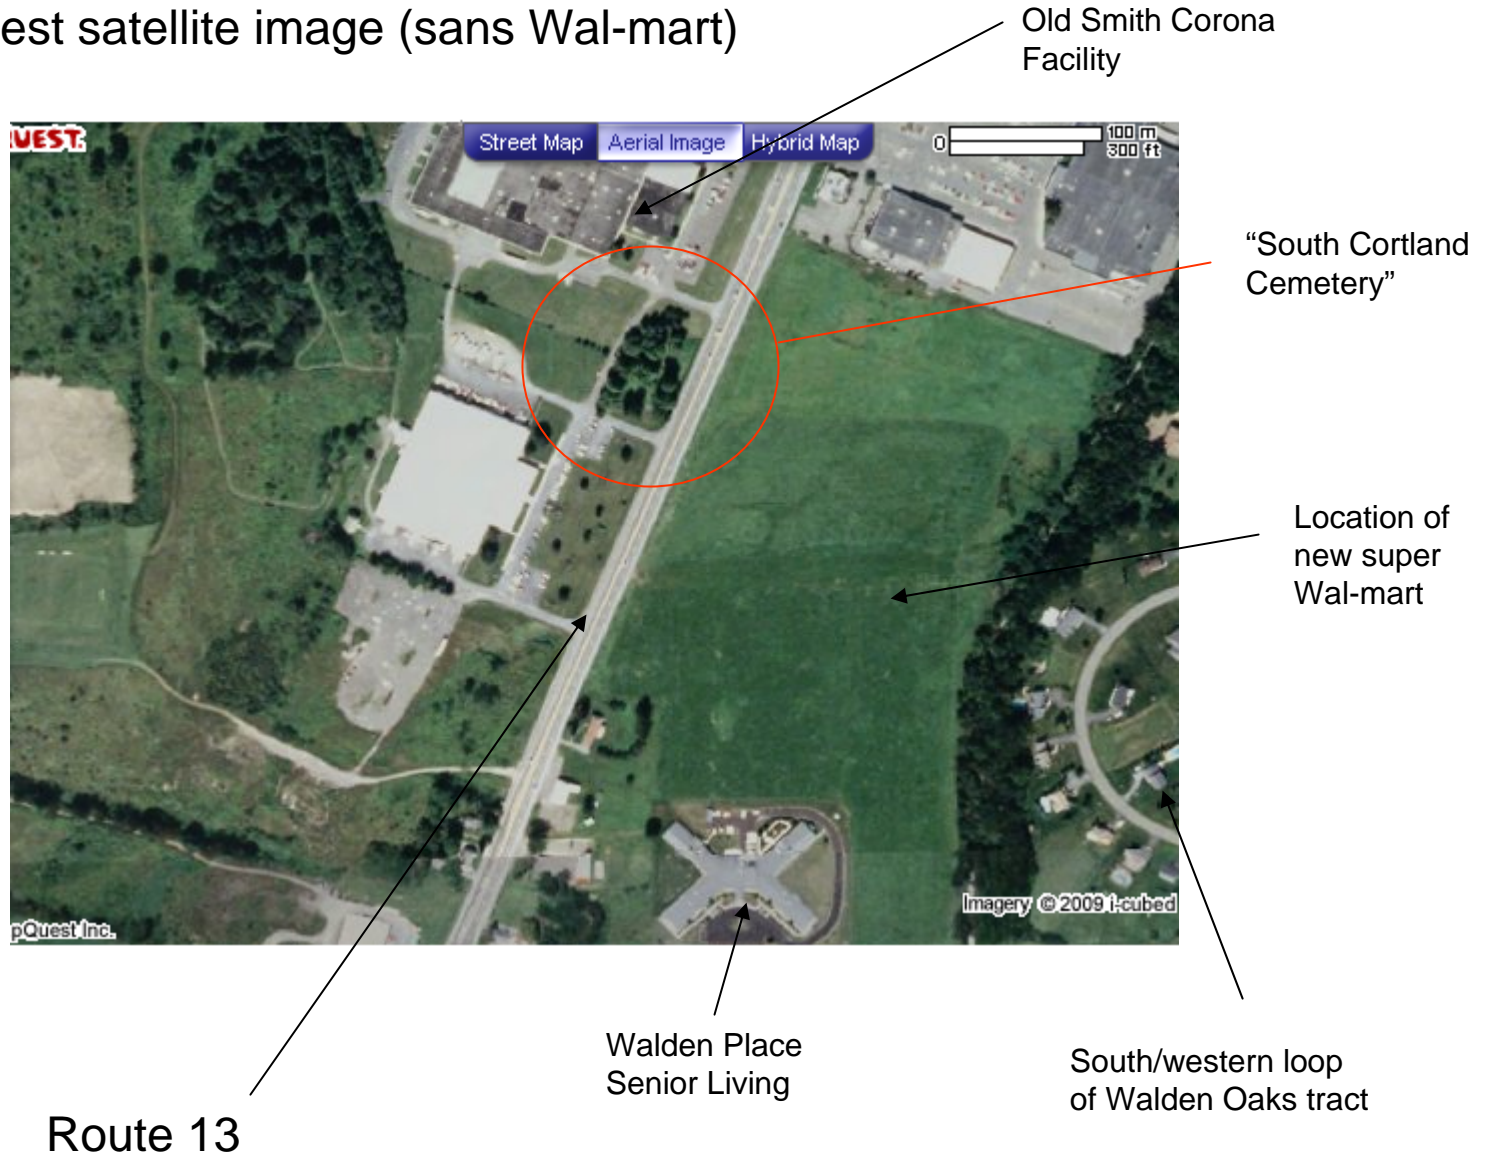 est satellite image (sans Wal-mart)
Old Smith Corona
Facility
UEST.
Street Map
Aerial Image
Hybrid Map
0
100 m
300 ft
“South Cortland
Cemetery”
Location of
new super
Wal-mart
Imagery © 2009 i-cubed
pQuest Inc.
Walden Place
Senior Living
South/western loop
of Walden Oaks tract
Route 13